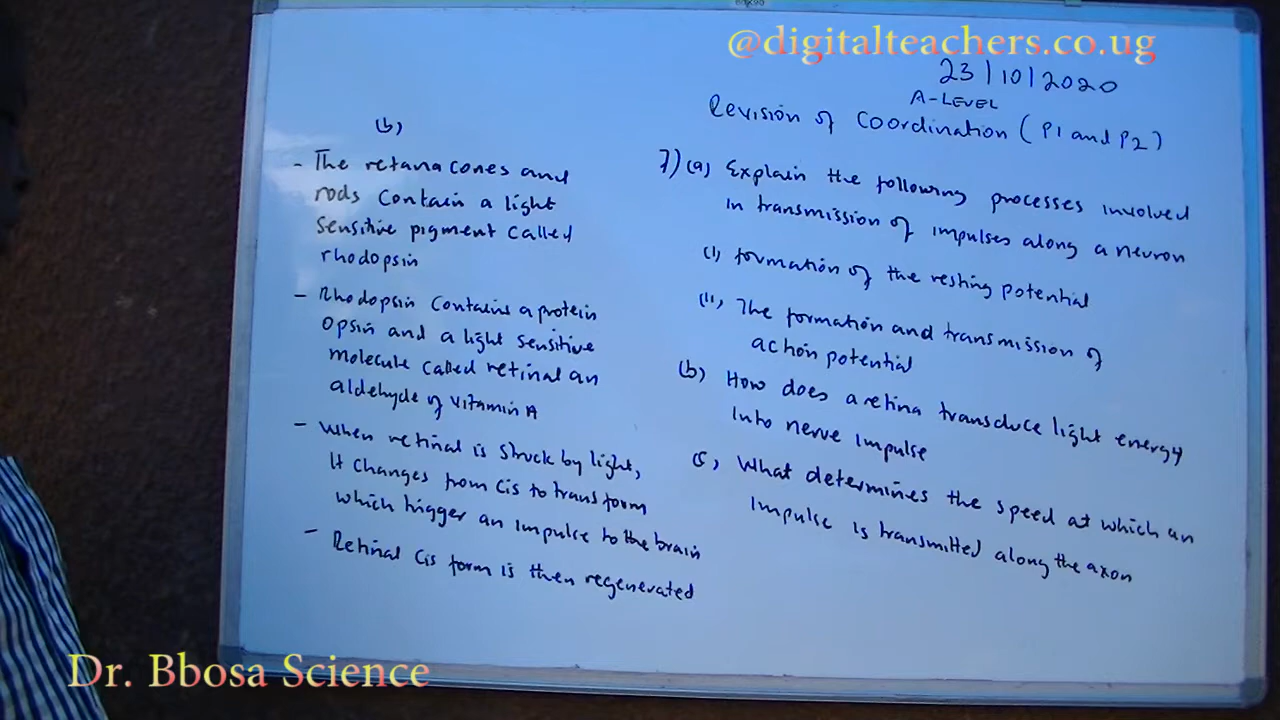 @digitalteachers.co.ug
23/10/2020
A-LEVEL
Revision of Coordination (P1 and P2)
7) (a) Explain the following processes involved
in transmission of impulses along a neuron
(i) formation of the resting potential
(ii) The formation and transmission of
action potential
(b) How does a retina transduce light energy
into nerve impulse
(c) What determines the speed at which an
impulse is transmitted along the axon
(b)
- The retana cones and
rods contain a light
sensitive pigment called
rhodopsin
- Rhodopsin contains a protein
opsin and a light sensitive
molecule called retinal an
aldehyde of vitamin A
- When retinal is struck by light,
it changes from cis to trans form
which trigger an impulse to the brain
- Retinal cis form is then regenerated
Dr. Bbosa Science